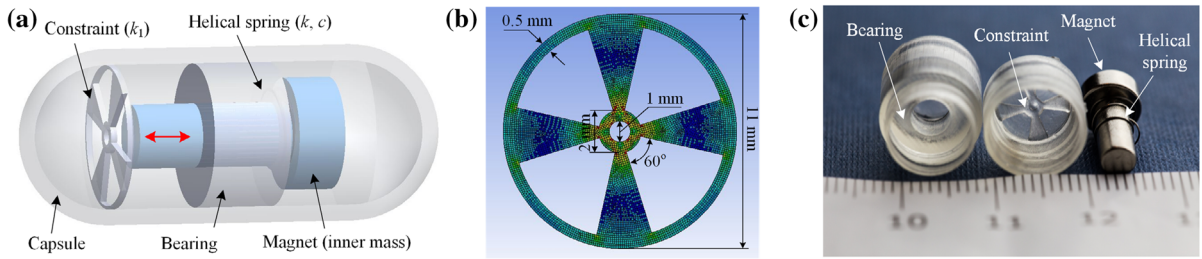 (a)
Constraint (k₁)
Helical spring (k, c)
Capsule
Bearing
Magnet (inner mass)
(b)
0.5 mm
1 mm
2 mm
60°
11 mm
(c)
Bearing
Constraint
Magnet
Helical
spring
10
11
12